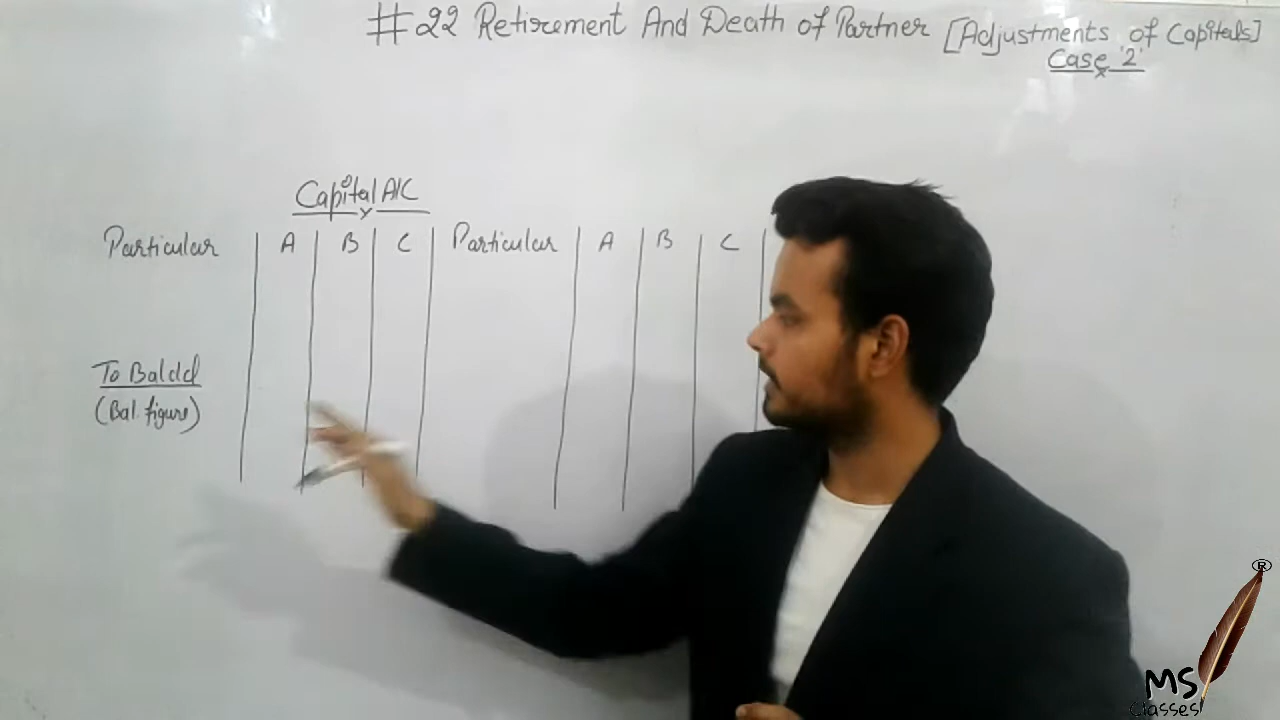 #22 Retirement And Death of Partner [Adjustments of Capitals]
Case '2'
Capital A/C
Particular A B C Particular A B C
To Bal c/d
(Bal. figure)
®
MS
Classes